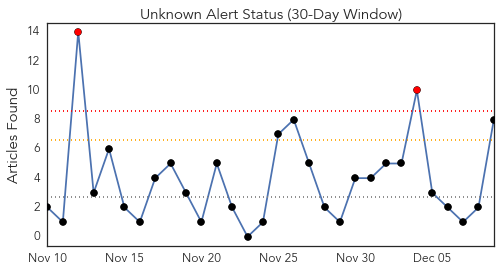 Unknown Alert Status (30-Day Window)
Articles Found
14
12
10
8
6
4
2
0
Nov 10 Nov 15 Nov 20 Nov 25 Nov 30 Dec 05